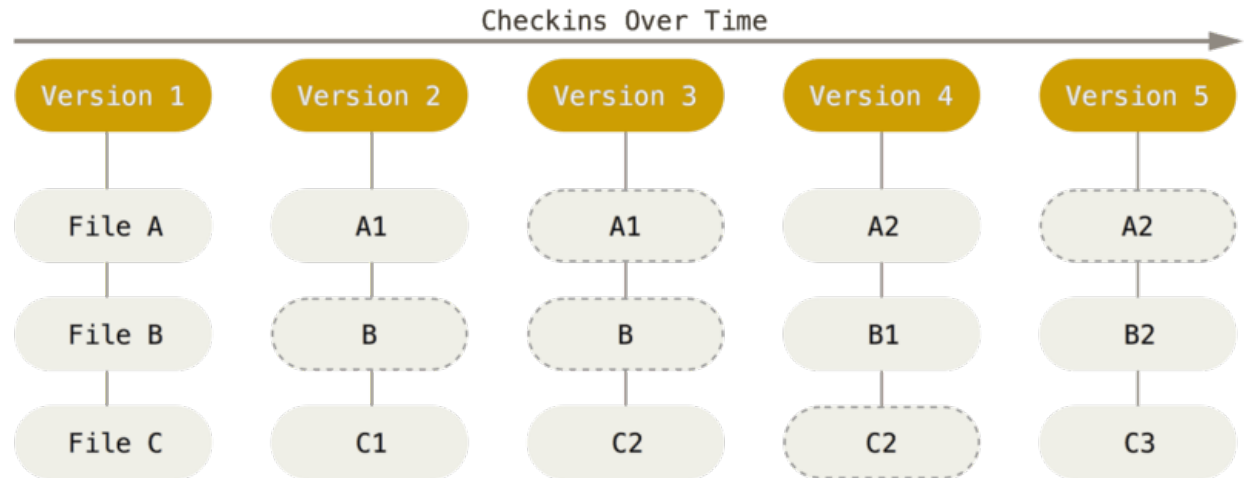 Checkins Over Time
Version 1 Version 2 Version 3 Version 4 Version 5
File A A1 A1 A2 A2
File B B B B1 B2
File C C1 C2 C2 C3